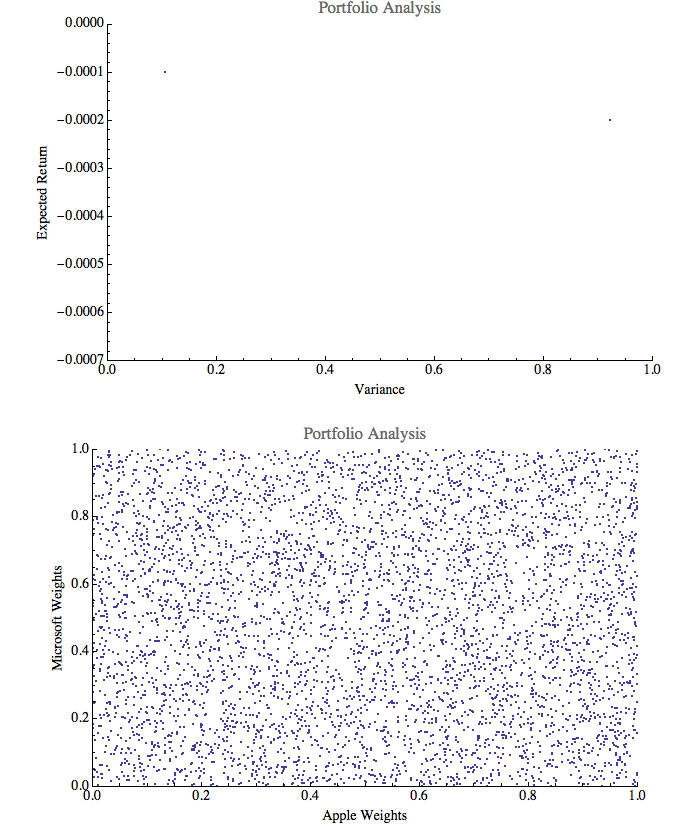 Portfolio Analysis
0.0000
−0.0001
−0.0002
−0.0003
−0.0004
−0.0005
−0.0006
−0.0007
Expected Return
0.0 0.2 0.4 0.6 0.8 1.0
Variance
Portfolio Analysis
1.0
0.8
0.6
0.4
0.2
0.0
Microsoft Weights
0.0 0.2 0.4 0.6 0.8 1.0
Apple Weights